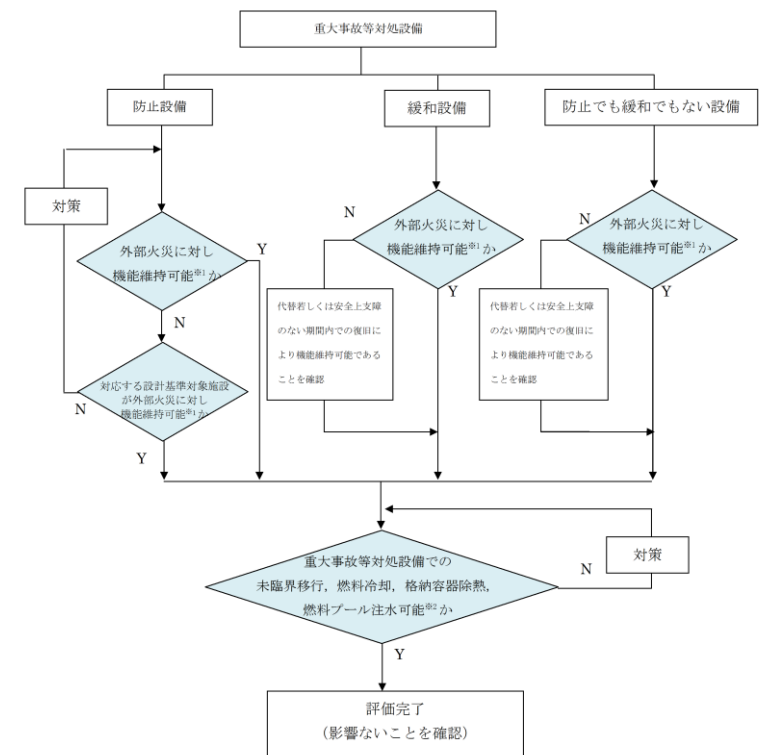 重大事故等対処設備
防止設備
緩和設備
防止でも緩和でもない設備
対策
外部火災に対し
機能維持可能※1か
Y
N
対応する設計基準対象施設
が外部火災に対し
機能維持可能※1か
N
Y
N
外部火災に対し
機能維持可能※1か
Y
代替若しくは安全上支障
のない期間内での復旧に
より機能維持可能である
ことを確認
N
外部火災に対し
機能維持可能※1か
Y
代替若しくは安全上支障
のない期間内での復旧に
より機能維持可能である
ことを確認
重大事故等対処設備での
未臨界移行，燃料冷却，格納容器除熱，
燃料プール注水可能※2か
N
対策
Y
評価完了
（影響ないことを確認）